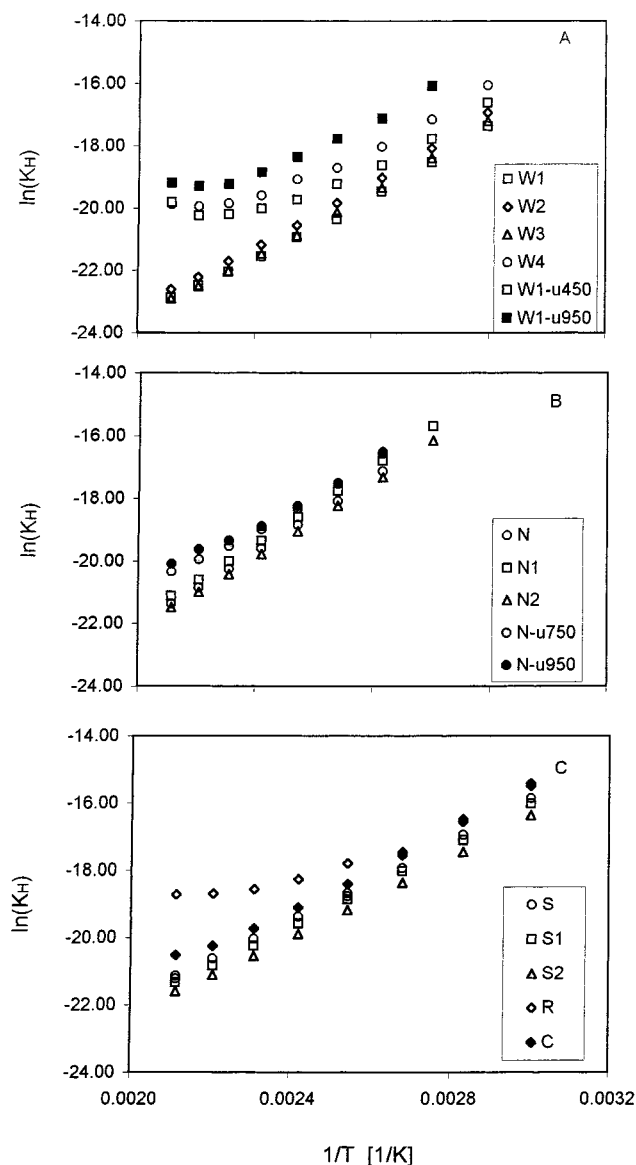 A
-14.00
-16.00
-18.00
-20.00
-22.00
-24.00
ln(KH)
W1
W2
W3
W4
W1-u450
W1-u950
B
-14.00
-16.00
-18.00
-20.00
-22.00
-24.00
ln(KH)
N
N1
N2
N-u750
N-u950
C
-14.00
-16.00
-18.00
-20.00
-22.00
-24.00
ln(KH)
S
S1
S2
R
C
0.0020
0.0024
0.0028
0.0032
1/T [1/K]